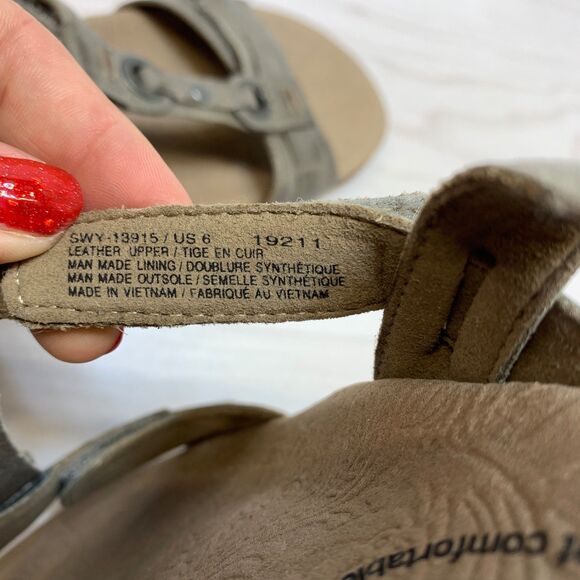 SWY-13915 / US 6 19211
LEATHER UPPER / TIGE EN CUIR
MAN MADE LINING / DOUBLURE SYNTHÉTIQUE
MAN MADE OUTSOLE / SEMELLE SYNTHÉTIQUE
MADE IN VIETNAM / FABRIQUÉ AU VIETNAM
comfortable